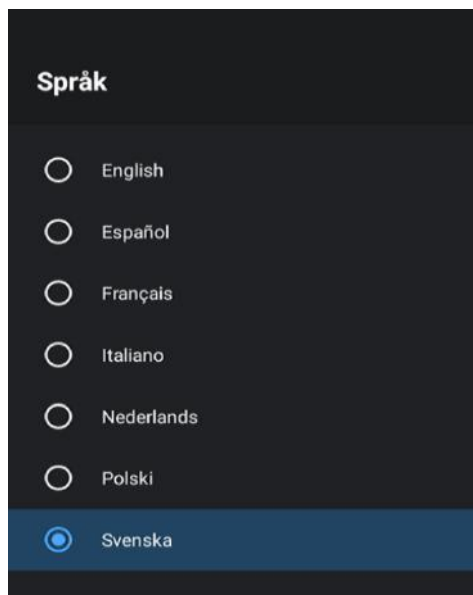 Språk
English
Español
Français
Italiano
Nederlands
Polski
Svenska